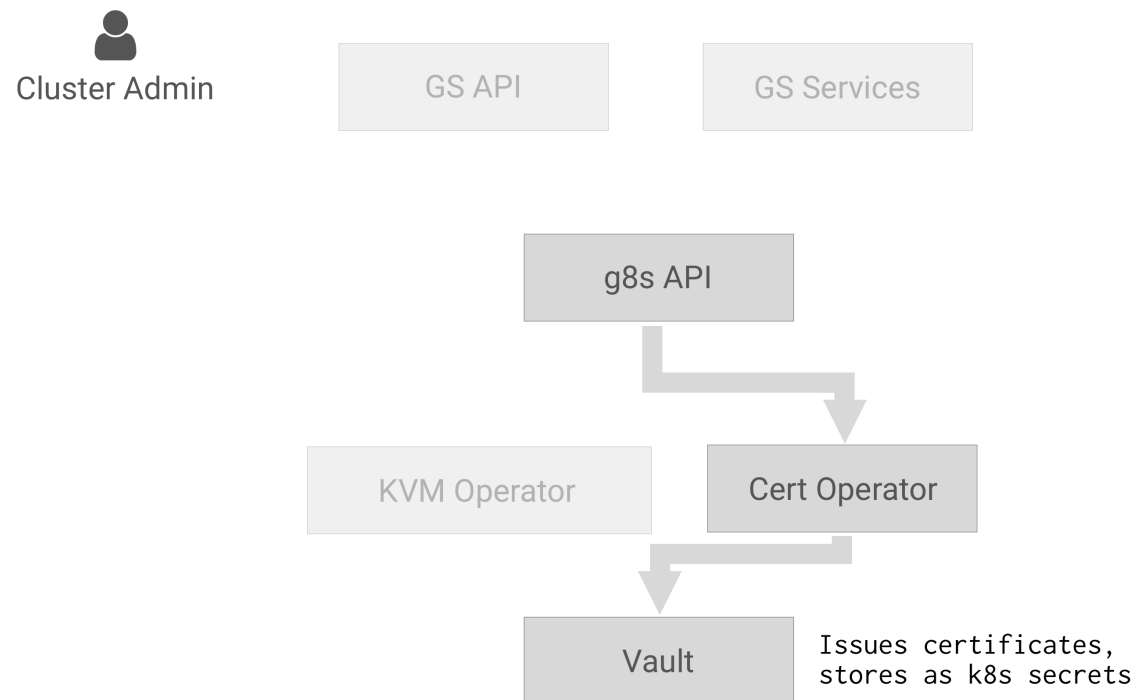 Cluster Admin
GS API
GS Services
g8s API
KVM Operator
Cert Operator
Vault
Issues certificates,
stores as k8s secrets